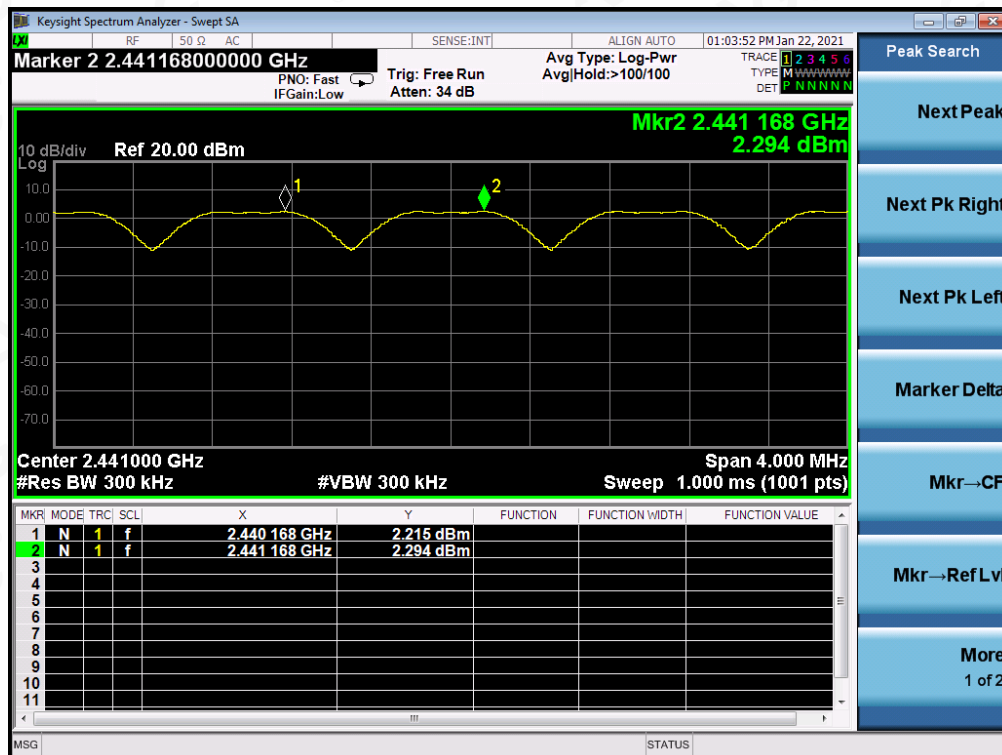 Keysight Spectrum Analyzer - Swept SA
LXI RF 50 Ω AC SENSE:INT ALIGN AUTO 01:03:52 PM Jan 22, 2021
Marker 2 2.441168000000 GHz
PNO: Fast
IFGain:Low
Trig: Free Run
Atten: 34 dB
Avg Type: Log-Pwr
Avg|Hold:>100/100
TRACE 1 2 3 4 5 6
TYPE M WWWWW
DET P N N N N N
Mkr2 2.441 168 GHz
2.294 dBm
10 dB/div Ref 20.00 dBm
Log
10.0
0.00
-10.0
-20.0
-30.0
-40.0
-50.0
-60.0
-70.0
1
2
Center 2.441000 GHz Span 4.000 MHz
#Res BW 300 kHz #VBW 300 kHz Sweep 1.000 ms (1001 pts)
MKR MODE TRC SCL X Y FUNCTION FUNCTION WIDTH FUNCTION VALUE
1 N 1 f 2.440 168 GHz 2.215 dBm
2 N 1 f 2.441 168 GHz 2.294 dBm
3
4
5
6
7
8
9
10
11
MSG STATUS
Peak Search
Next Peak
Next Pk Right
Next Pk Left
Marker Delta
Mkr→CF
Mkr→Ref Lvl
More
1 of 2